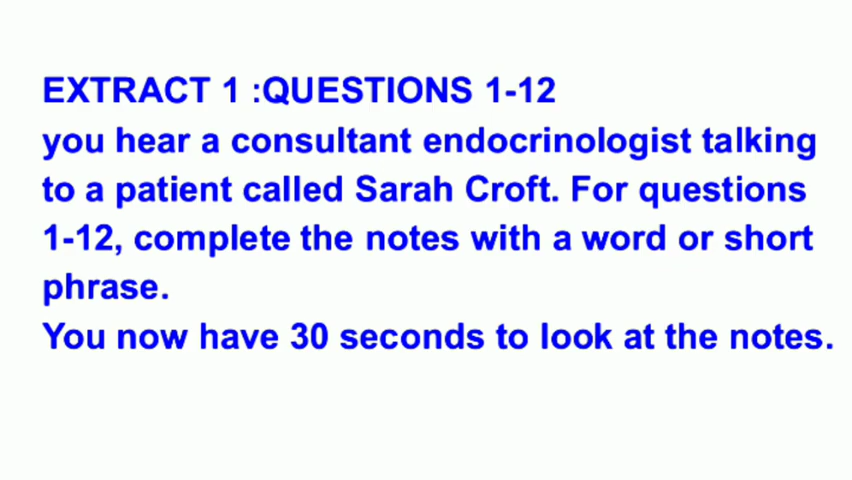 EXTRACT 1 :QUESTIONS 1-12
you hear a consultant endocrinologist talking
to a patient called Sarah Croft. For questions
1-12, complete the notes with a word or short
phrase.
You now have 30 seconds to look at the notes.